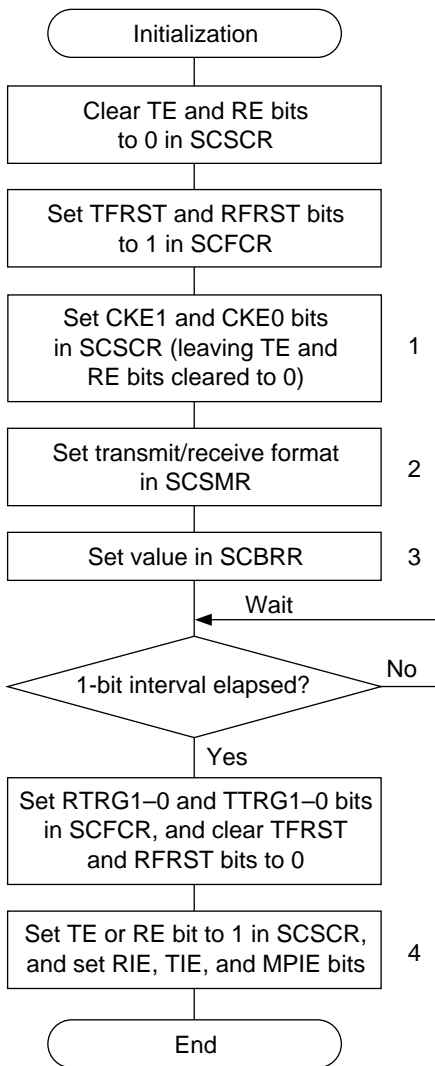 Initialization
Clear TE and RE bits
to 0 in SCSCR
Set TFRST and RFRST bits
to 1 in SCFCR
Set CKE1 and CKE0 bits
in SCSCR (leaving TE and
RE bits cleared to 0)
1
Set transmit/receive format
in SCSMR
2
Set value in SCBRR
3
Wait
1-bit interval elapsed?
No
Yes
Set RTRG1–0 and TTRG1–0 bits
in SCFCR, and clear TFRST
and RFRST bits to 0
Set TE or RE bit to 1 in SCSCR,
and set RIE, TIE, and MPIE bits
4
End